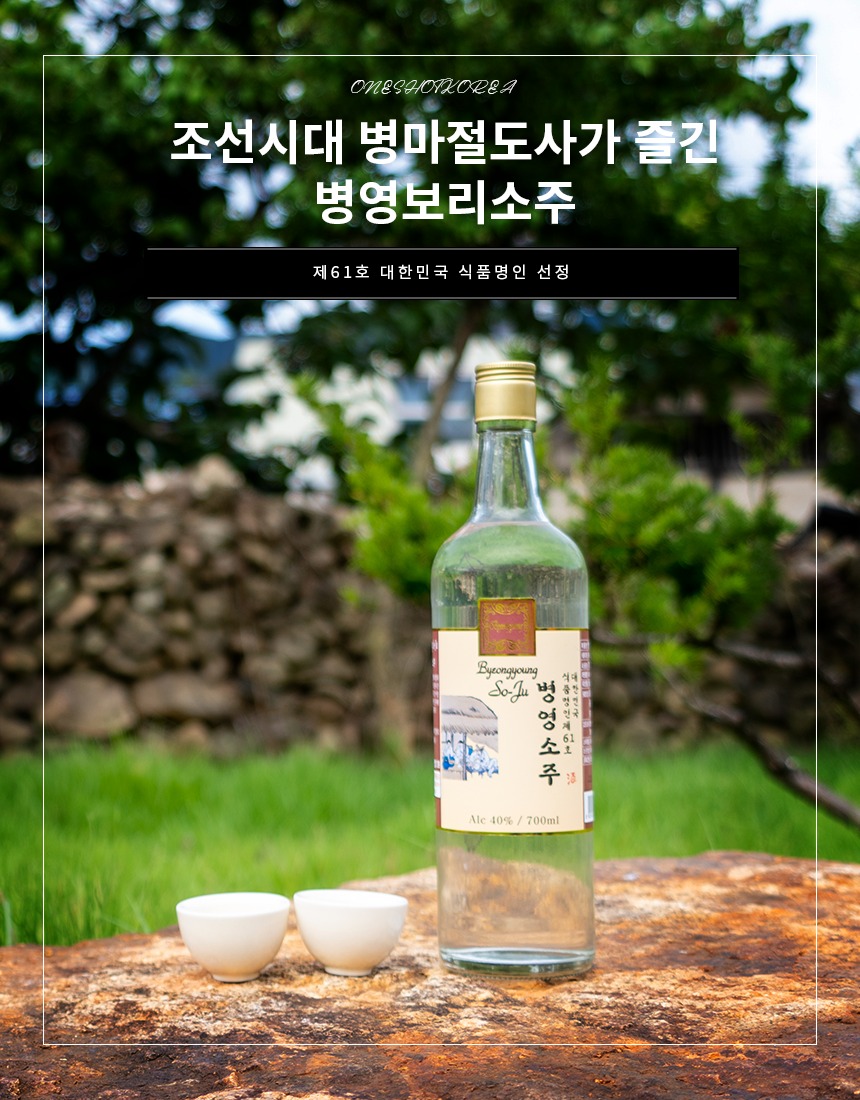 ONESHOTKOREA
조선시대 병마절도사가 즐긴
병영보리소주
제61호 대한민국 식품명인 선정
Byeongyoung
So-Ju
병영소주
대한민국
식품명인제61호
酒
Alc 40% / 700ml